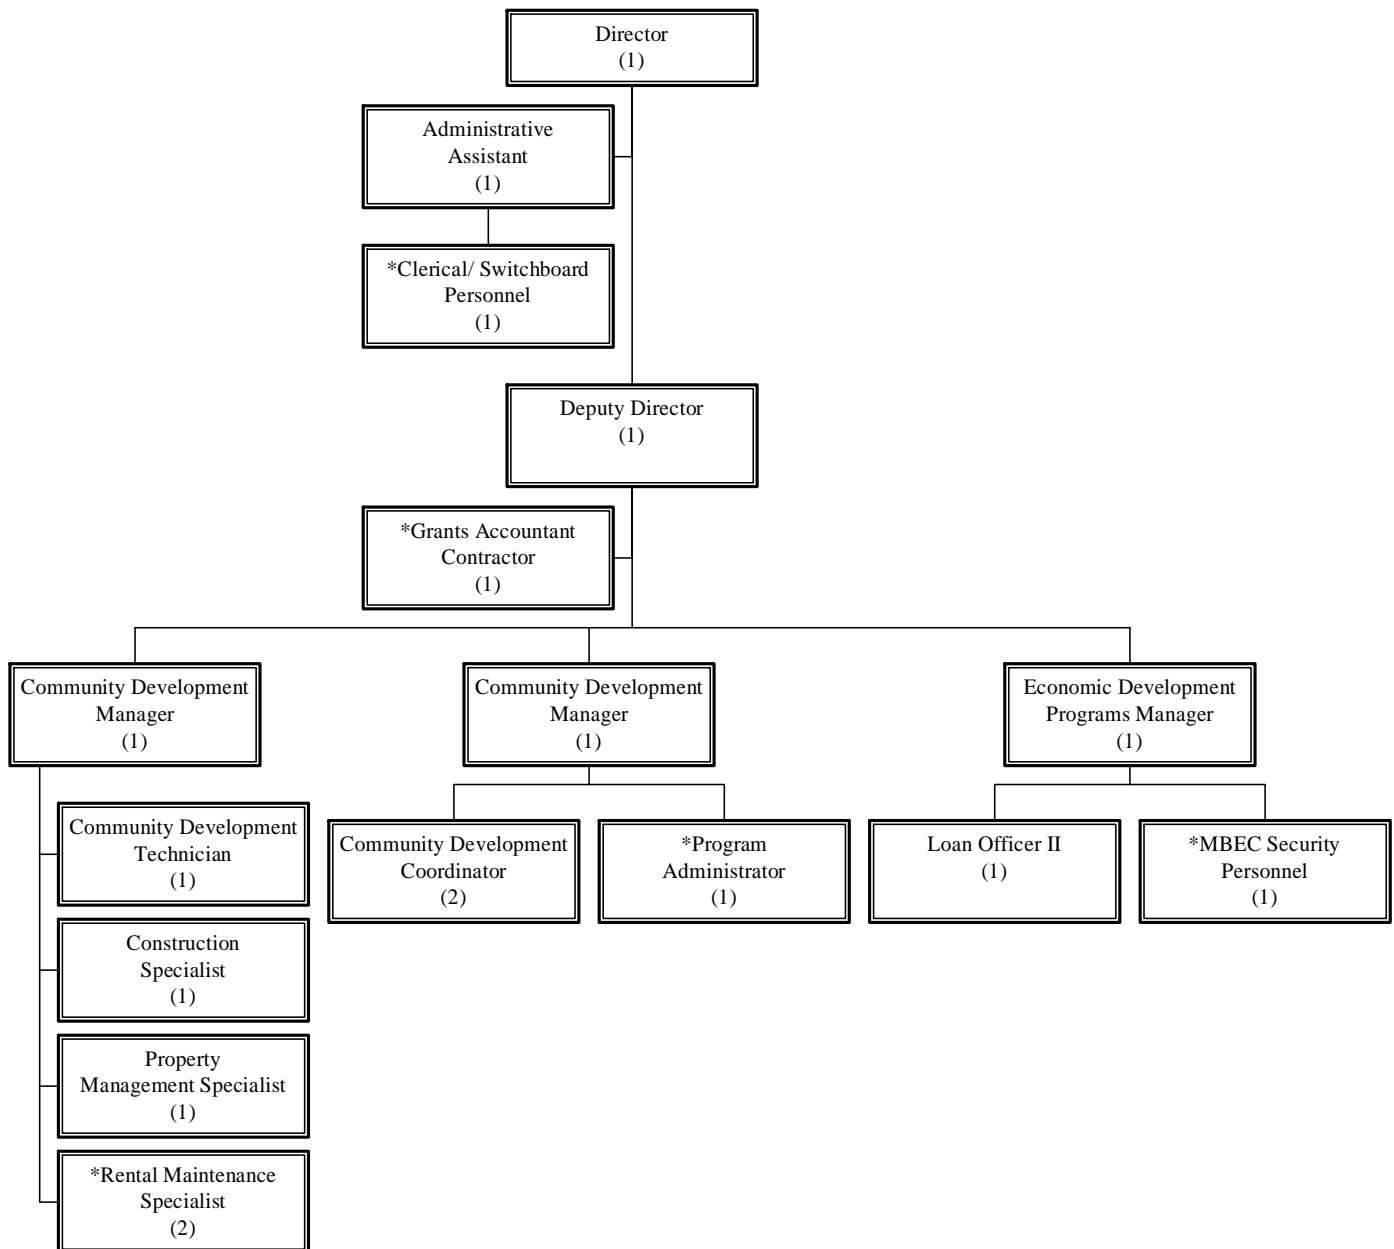 Director
(1)
Administrative
Assistant
(1)
*Clerical/ Switchboard
Personnel
(1)
Deputy Director
(1)
*Grants Accountant
Contractor
(1)
Community Development
Manager
(1)
Community Development
Manager
(1)
Economic Development
Programs Manager
(1)
Community Development
Technician
(1)
Construction
Specialist
(1)
Property
Management Specialist
(1)
*Rental Maintenance
Specialist
(2)
Community Development
Coordinator
(2)
*Program
Administrator
(1)
Loan Officer II
(1)
*MBEC Security
Personnel
(1)